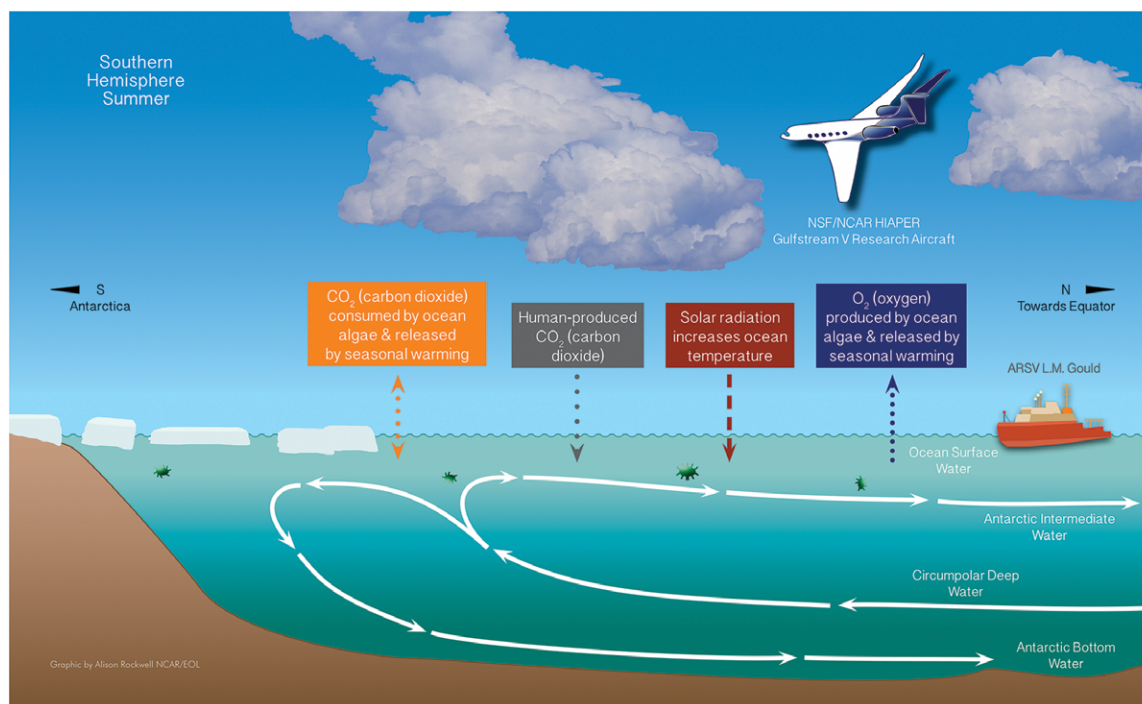 Southern
Hemisphere
Summer
NSF/NCAR HIAPER
Gulfstream V Research Aircraft
S
Antarctica
N
Towards Equator
CO₂ (carbon dioxide)
consumed by ocean
algae & released
by seasonal warming
Human-produced
CO₂ (carbon
dioxide)
Solar radiation
increases ocean
temperature
O₂ (oxygen)
produced by ocean
algae & released by
seasonal warming
ARSV L.M. Gould
Ocean Surface
Water
Antarctic Intermediate
Water
Circumpolar Deep
Water
Antarctic Bottom
Water
Graphic by Alison Rockwell NCAR/EOL